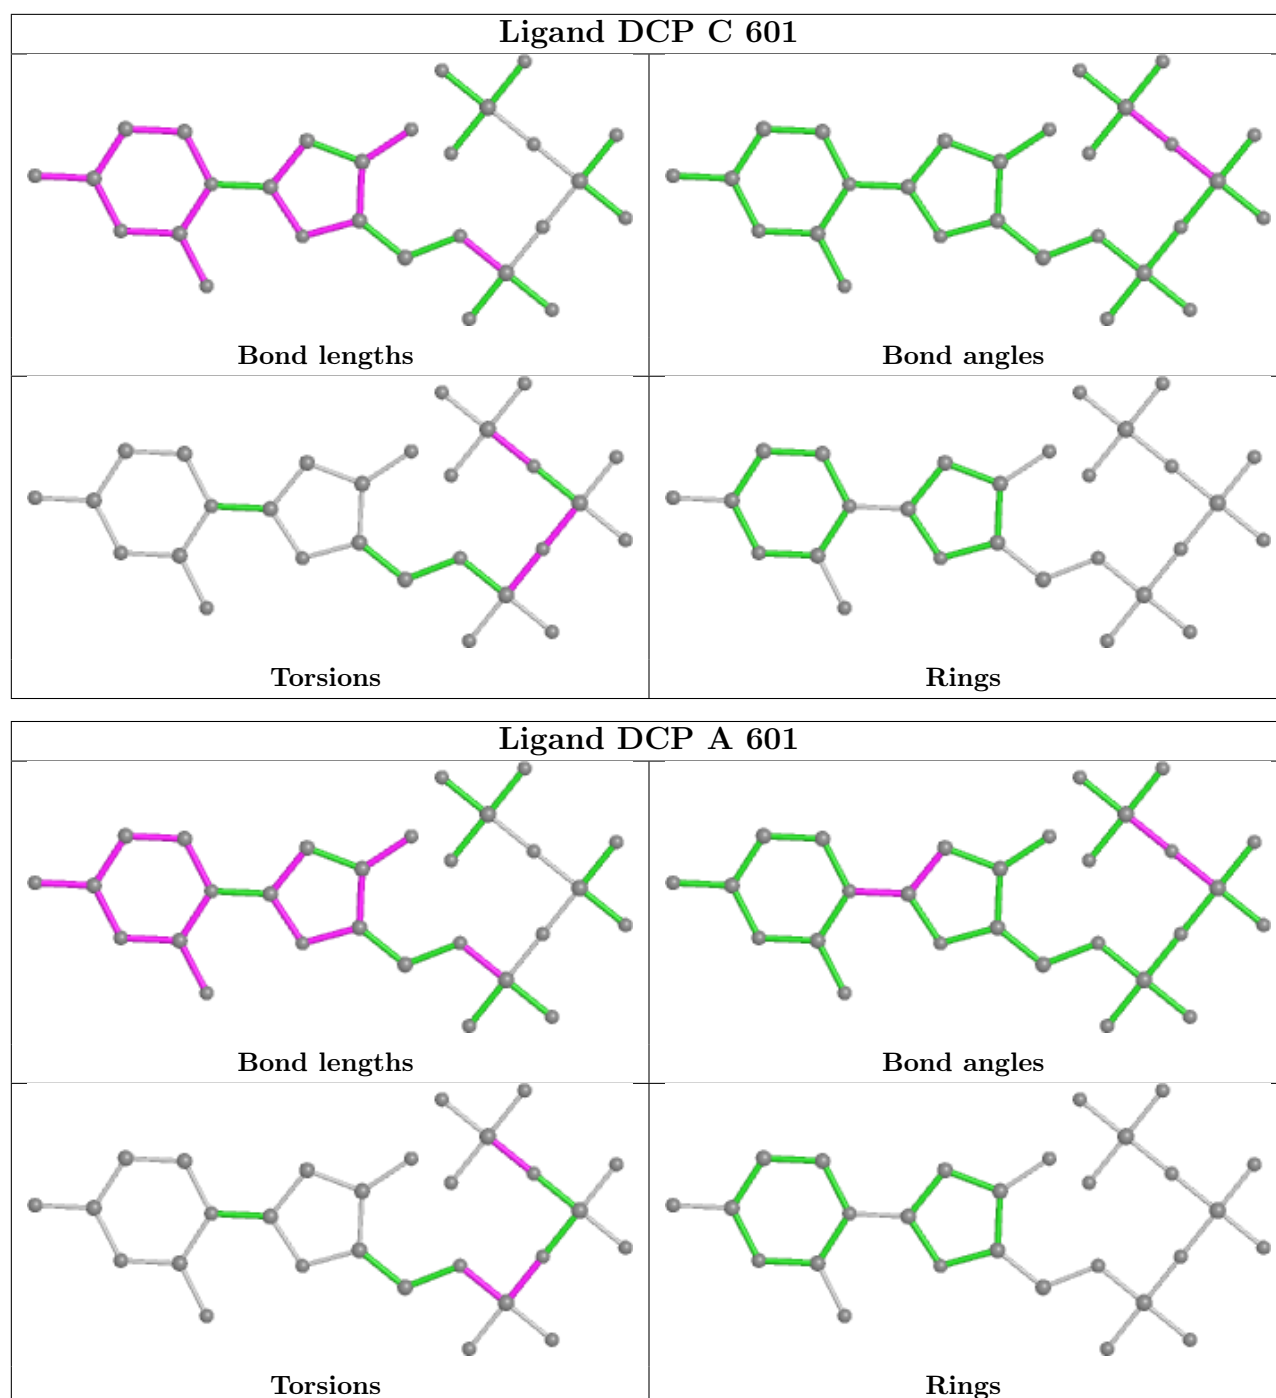 Ligand DCP C 601
Bond lengths
Bond angles
Torsions
Rings
Ligand DCP A 601
Bond lengths
Bond angles
Torsions
Rings